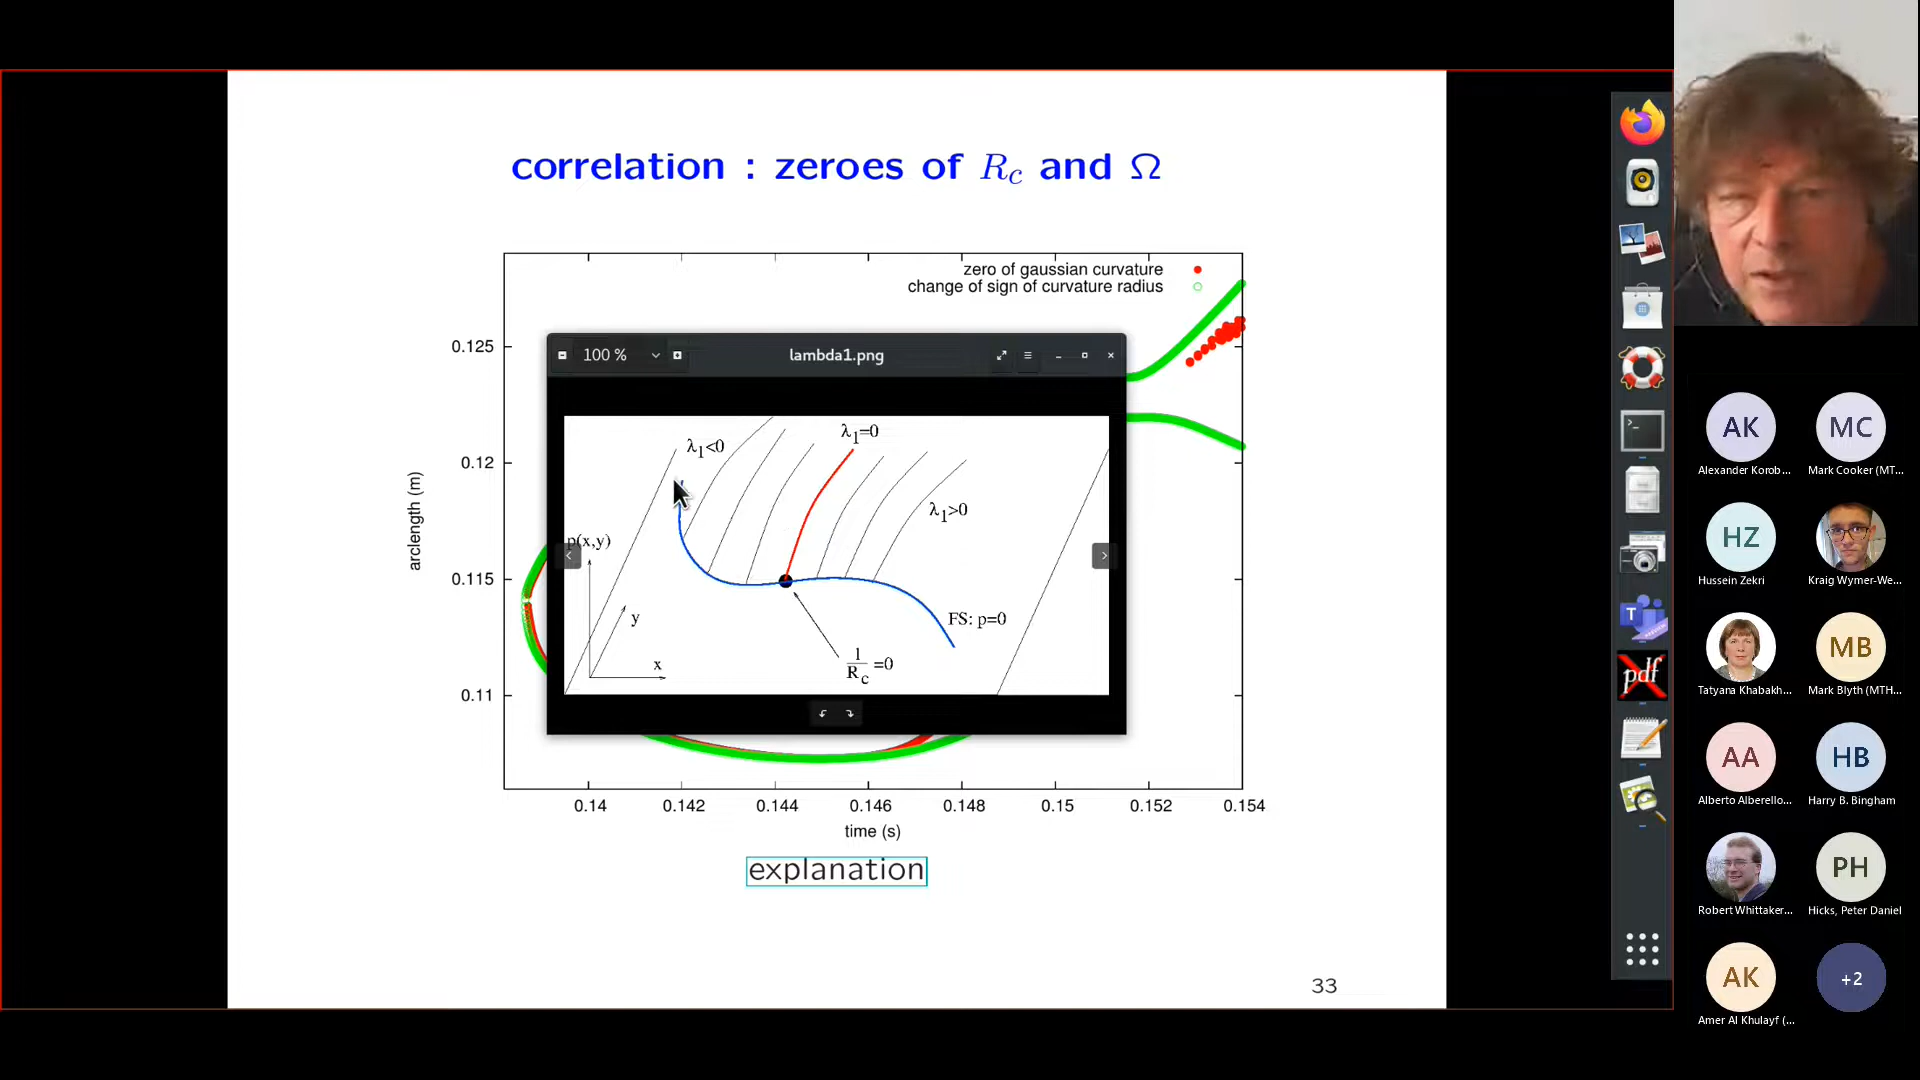 correlation : zeroes of Rc and Ω
zero of gaussian curvature
change of sign of curvature radius
0.125
0.12
0.115
0.11
arclength (m)
0.14 0.142 0.144 0.146 0.148 0.15 0.152 0.154
time (s)
100 %
lambda1.png
λ1<0
λ1=0
λ1>0
p(x,y)
y
x
FS: p=0
1
Rc =0
explanation
33
pdf
T
PREVIEW
AK
Alexander Korob...
MC
Mark Cooker (MT...
HZ
Hussein Zekri
Kraig Wymer-We...
Tatyana Khabakh...
MB
Mark Blyth (MTH...
AA
Alberto Alberello...
HB
Harry B. Bingham
Robert Whittaker...
PH
Hicks, Peter Daniel
AK
Amer Al Khulayf (...
+2